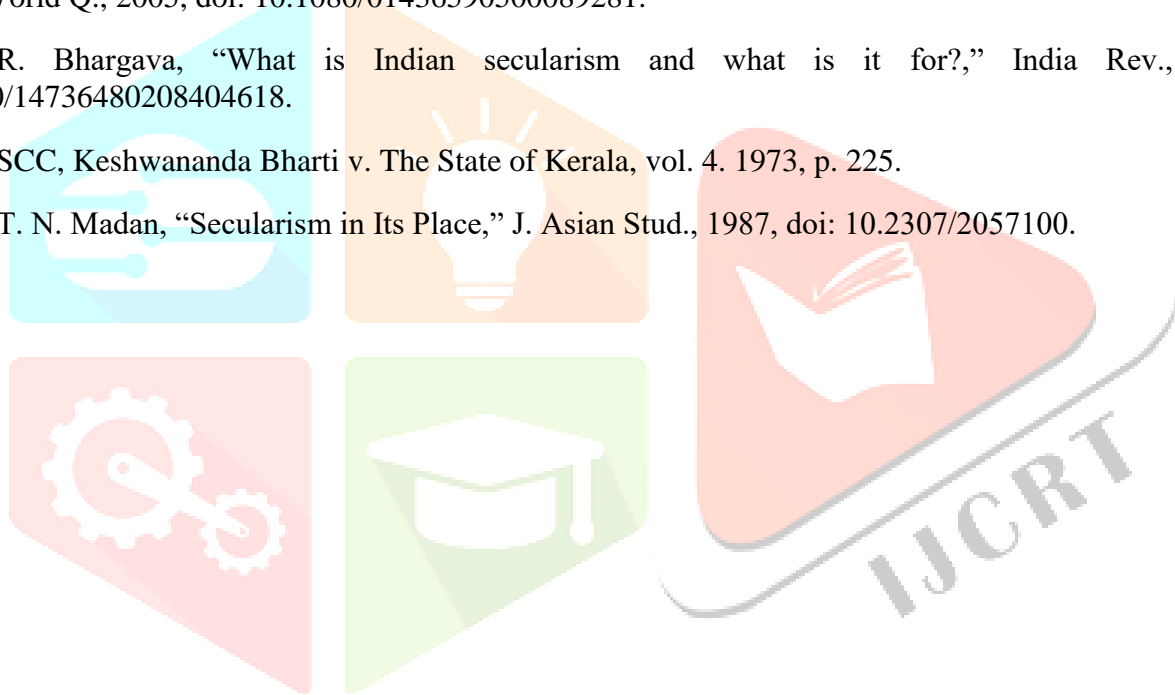 World Q., 2005, doi: 10.1080/01436590500089281.
R. Bhargava, “What is Indian secularism and what is it for?,” India Rev.,
0/14736480208404618.
SCC, Keshwananda Bharti v. The State of Kerala, vol. 4. 1973, p. 225.
T. N. Madan, “Secularism in Its Place,” J. Asian Stud., 1987, doi: 10.2307/2057100.
IJCRT